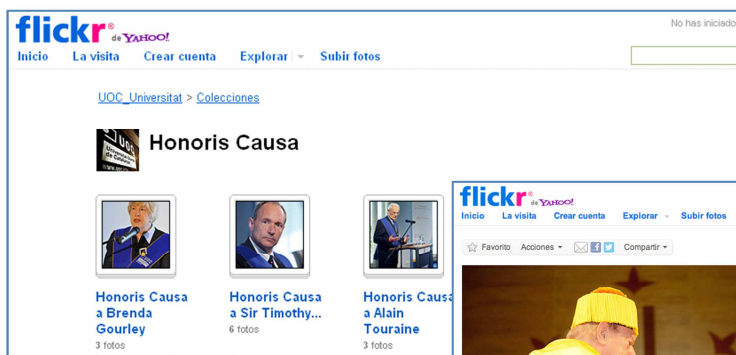 flickr® de YAHOO!
No has iniciado
Inicio La visita Crear cuenta Explorar Subir fotos
UOC_Universitat > Colecciones
Honoris Causa
Honoris Causa
a Brenda
Gourley
3 fotos
Honoris Causa
a Sir Timothy...
6 fotos
Honoris Causa
a Alain
Touraine
3 fotos
flickr® de YAHOO!
Inicio La visita Crear cuenta Explorar Subir fotos
Favorito Acciones Compartir